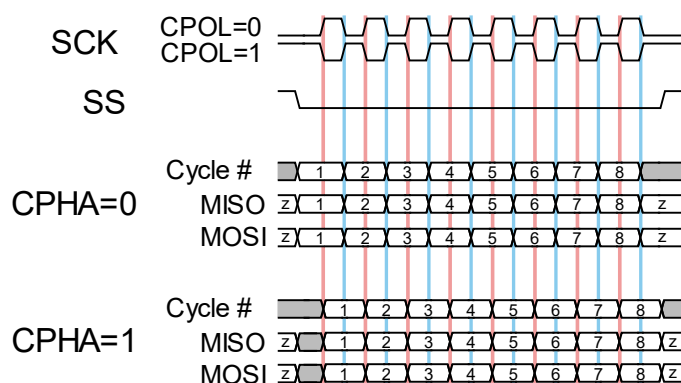 SCK CPOL=0
CPOL=1
SS
Cycle # 1 2 3 4 5 6 7 8
CPHA=0 MISO z 1 2 3 4 5 6 7 8 z
MOSI z 1 2 3 4 5 6 7 8 z
Cycle # 1 2 3 4 5 6 7 8
CPHA=1 MISO z 1 2 3 4 5 6 7 8 z
MOSI z 1 2 3 4 5 6 7 8 z